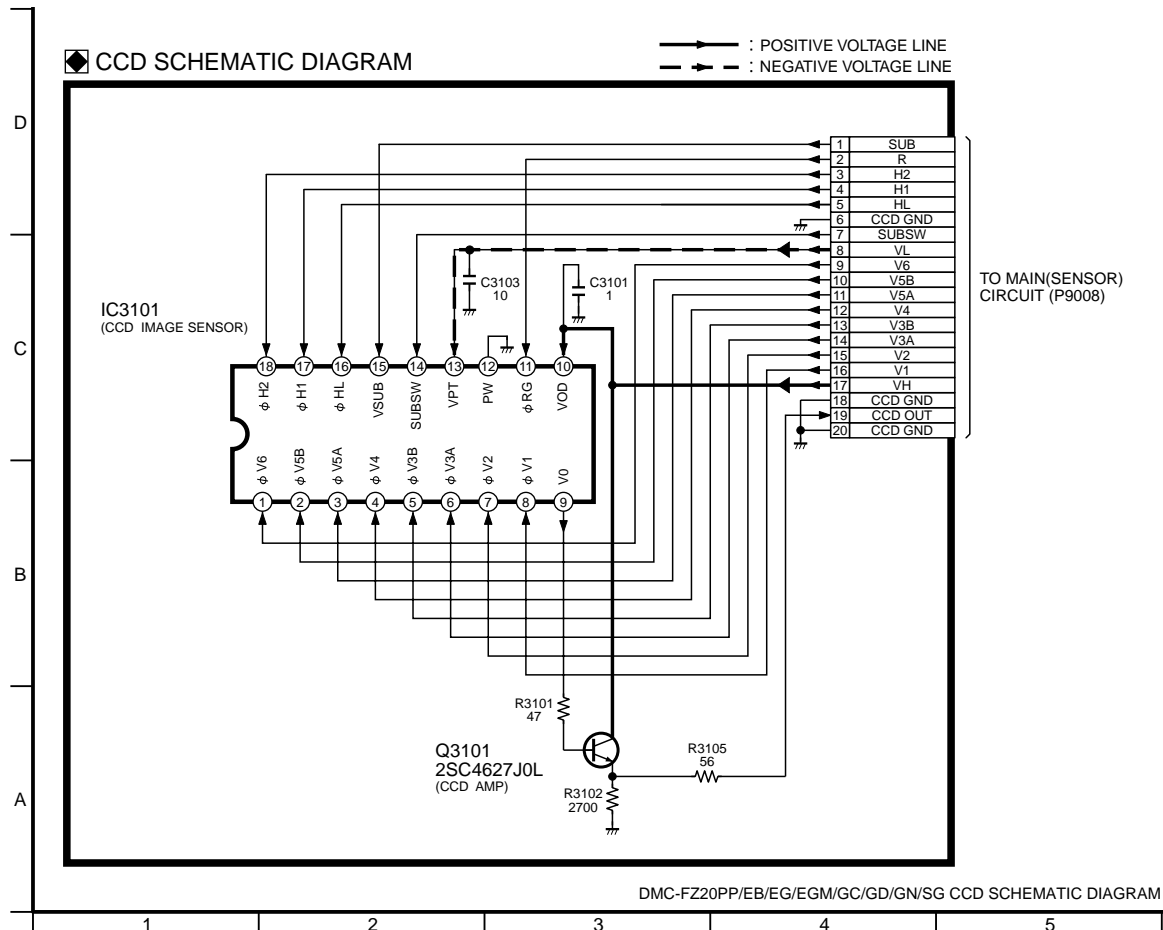 CCD SCHEMATIC DIAGRAM
: POSITIVE VOLTAGE LINE
: NEGATIVE VOLTAGE LINE
D
C
B
A
1 SUB
2 R
3 H2
4 H1
5 HL
6 CCD GND
7 SUBSW
8 VL
9 V6
10 V5B
11 V5A
12 V4
13 V3B
14 V3A
15 V2
16 V1
17 VH
18 CCD GND
19 CCD OUT
20 CCD GND
TO MAIN(SENSOR)
CIRCUIT (P9008)
IC3101
(CCD IMAGE SENSOR)
C3103
10
C3101
1
18 17 16 15 14 13 12 11 10
φ H2
φ H1
φ HL
VSUB
SUBSW
VPT
PW
φ RG
VOD
φ V6
φ V5B
φ V5A
φ V4
φ V3B
φ V3A
φ V2
φ V1
V0
1 2 3 4 5 6 7 8 9
R3101
47
Q3101
2SC4627J0L
(CCD AMP)
R3105
56
R3102
2700
DMC-FZ20PP/EB/EG/EGM/GC/GD/GN/SG CCD SCHEMATIC DIAGRAM
1 2 3 4 5